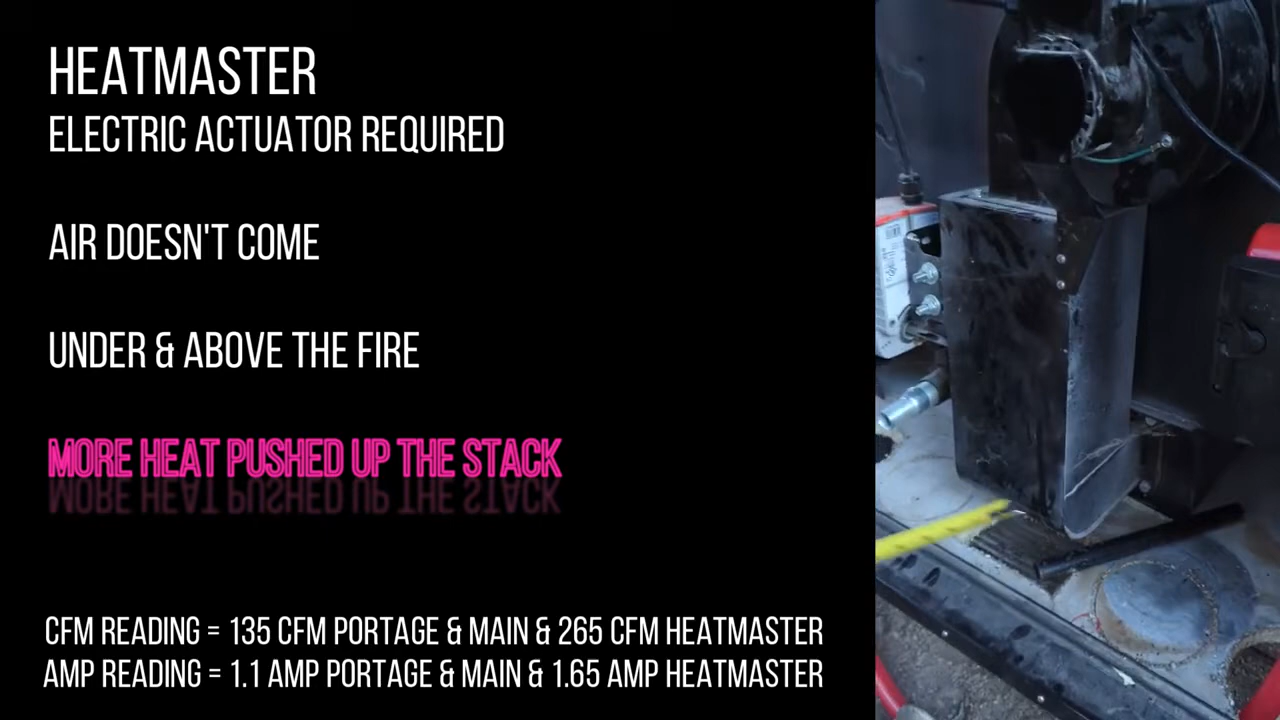 HEATMASTER
ELECTRIC ACTUATOR REQUIRED
AIR DOESN'T COME
UNDER & ABOVE THE FIRE
MORE HEAT PUSHED UP THE STACK
CFM READING = 135 CFM PORTAGE & MAIN & 265 CFM HEATMASTER
AMP READING = 1.1 AMP PORTAGE & MAIN & 1.65 AMP HEATMASTER